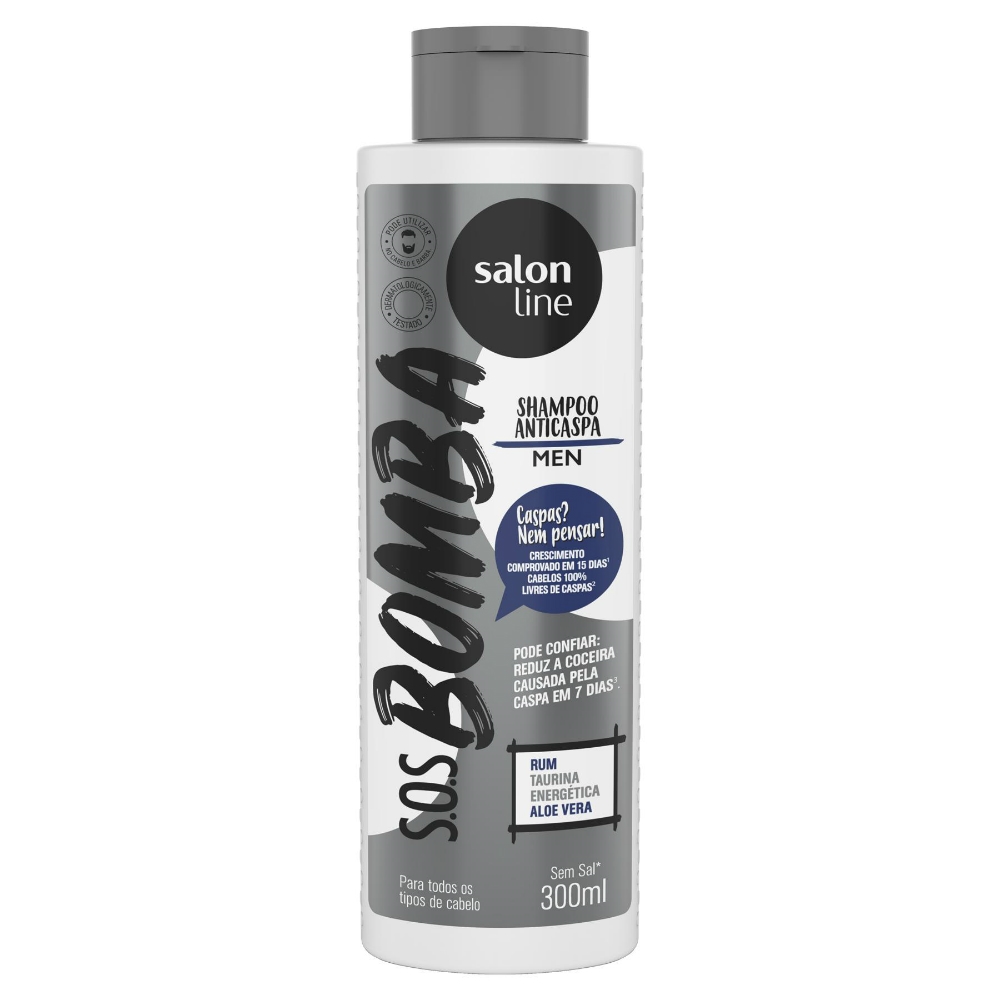 PODE UTILIZAR
NO CABELO E BARBA
DERMATOLOGICAMENTE
TESTADO
salon
line
S.O.S BOMBA
SHAMPOO
ANTICASPA
MEN
Caspas?
Nem pensar!
CRESCIMENTO
COMPROVADO EM 15 DIAS¹
CABELOS 100%
LIVRES DE CASPAS²
PODE CONFIAR:
REDUZ A COCEIRA
CAUSADA PELA
CASPA EM 7 DIAS³.
RUM
TAURINA
ENERGÉTICA
ALOE VERA
Para todos os
tipos de cabelo
Sem Sal*
300ml